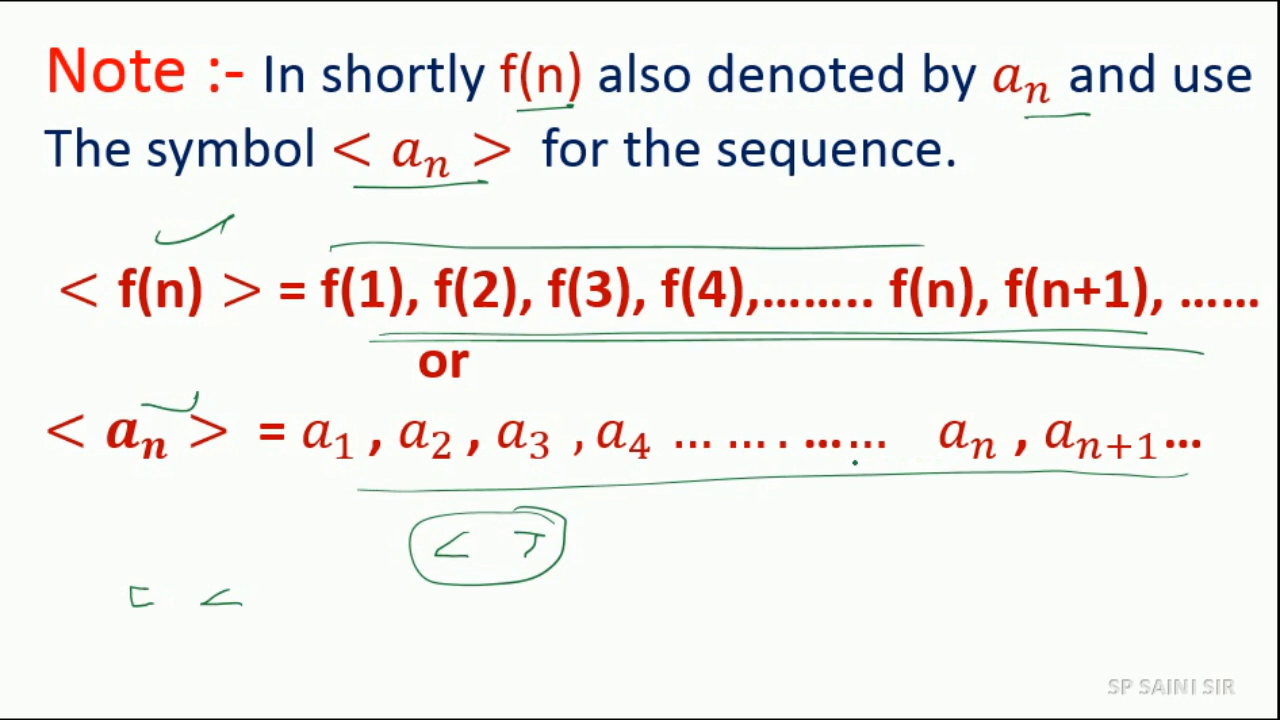 Note :- In shortly f(n) also denoted by aₙ and use
The symbol < aₙ > for the sequence.
< f(n) > = f(1), f(2), f(3), f(4),…….. f(n), f(n+1), ……
or
< aₙ > = a₁ , a₂ , a₃ , a₄ … … . …… aₙ , aₙ₊₁…
< >
= <
SP SAINI SIR